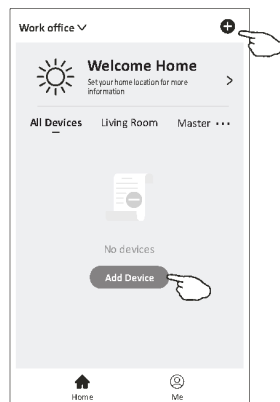 Work office
Welcome Home
Set your home location for more
information
All Devices Living Room Master ...
No devices
Add Device
Home Me